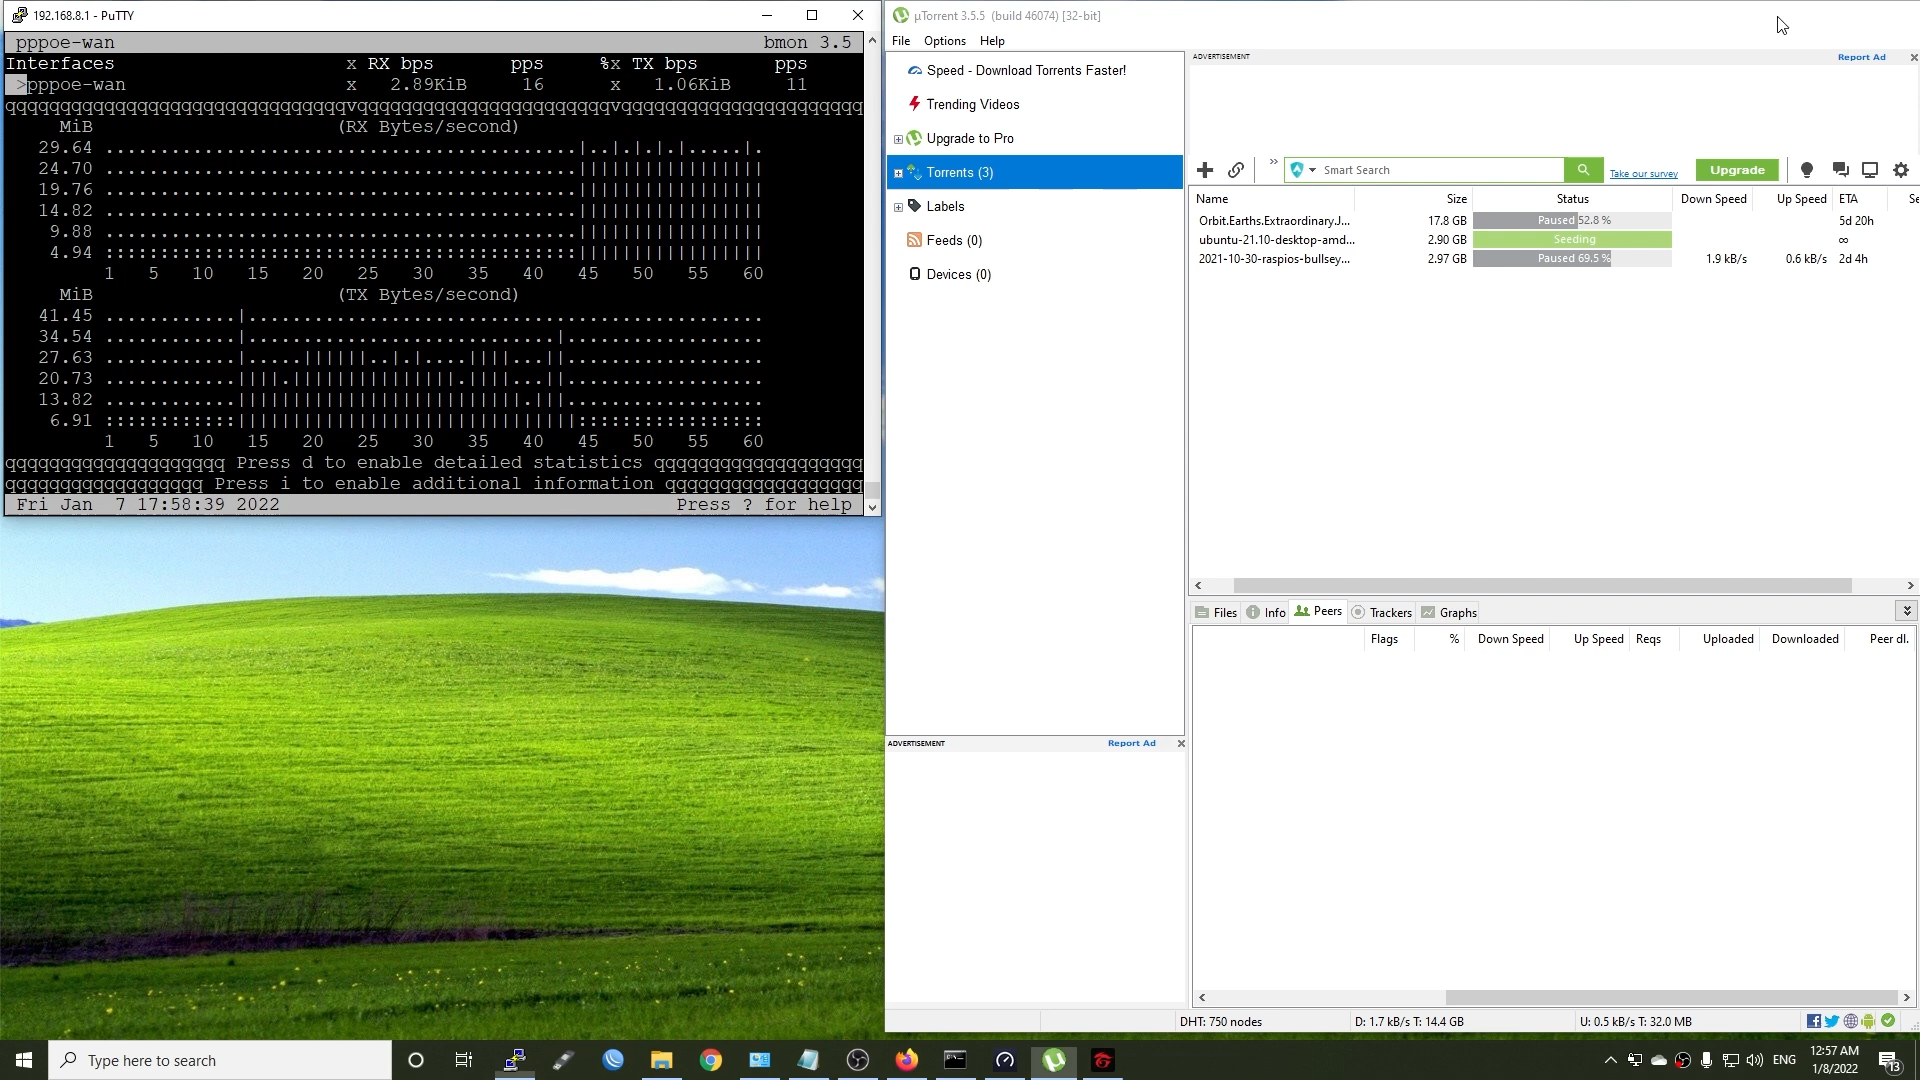 192.168.8.1 - PuTTY
pppoe-wan bmon 3.5
Interfaces x RX bps pps %x TX bps pps
>pppoe-wan x 2.89KiB 16 x 1.06KiB 11
qqqqqqqqqqqqqqqqqqqqqqqqqqqqqqqvqqqqqqqqqqqqqqqqqqqqqqqqvqqqqqqqqqqqqqqqqqqqqqq
MiB (RX Bytes/second)
29.64 ...........................................|..|.|.|.|.....|.
24.70 ...........................................|||||||||||||||||
19.76 ...........................................|||||||||||||||||
14.82 ...........................................|||||||||||||||||
9.88 ...........................................|||||||||||||||||
4.94 :::::::::::::::::::::::::::::::::::::::::::|||||||||||||||||
1 5 10 15 20 25 30 35 40 45 50 55 60
MiB (TX Bytes/second)
41.45 ............|...............................................
34.54 ............|............................|..................
27.63 ............|.....||||||..|.|....||||...||..................
20.73 ............||||.|||||||||||||||.||||...||..................
13.82 ............||||||||||||||||||||||||||.|||..................
6.91 ::::::::::::|||||||||||||||||||||||||||||||:::::::::::::::::
1 5 10 15 20 25 30 35 40 45 50 55 60
qqqqqqqqqqqqqqqqqqqq Press d to enable detailed statistics qqqqqqqqqqqqqqqqqqq
qqqqqqqqqqqqqqqqqq Press i to enable additional information qqqqqqqqqqqqqqqqqq
Fri Jan 7 17:58:39 2022 Press ? for help
µTorrent 3.5.5 (build 46074) [32-bit]
File Options Help
Speed - Download Torrents Faster!
Trending Videos
Upgrade to Pro
Torrents (3)
Labels
Feeds (0)
Devices (0)
ADVERTISEMENT Report Ad
ADVERTISEMENT Report Ad
Smart Search Take our survey Upgrade
Name Size Status Down Speed Up Speed ETA Se
Orbit.Earths.Extraordinary.J... 17.8 GB Paused 52.8 % 5d 20h
ubuntu-21.10-desktop-amd... 2.90 GB Seeding ∞
2021-10-30-raspios-bullsey... 2.97 GB Paused 69.5 % 1.9 kB/s 0.6 kB/s 2d 4h
Files Info Peers Trackers Graphs
Flags % Down Speed Up Speed Reqs Uploaded Downloaded Peer dl.
DHT: 750 nodes D: 1.7 kB/s T: 14.4 GB U: 0.5 kB/s T: 32.0 MB
Type here to search
ENG 12:57 AM
1/8/2022
13